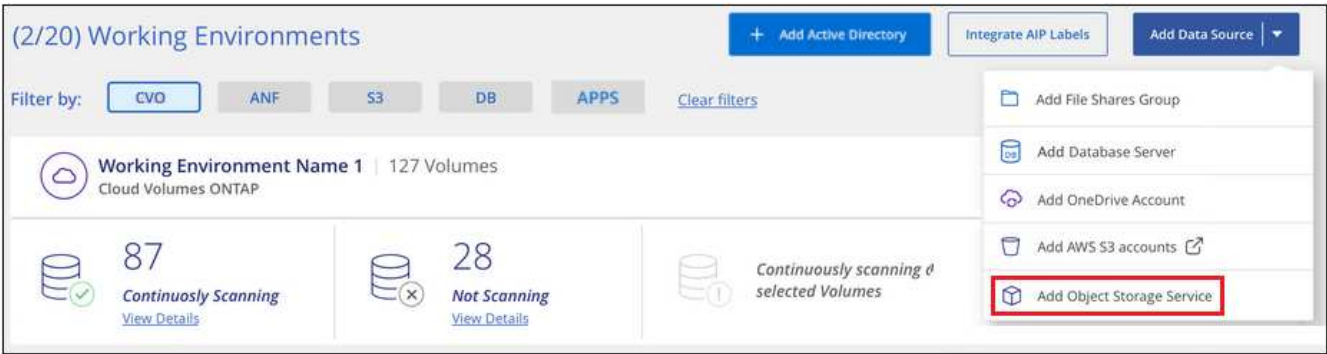 (2/20) Working Environments
+ Add Active Directory
Integrate AIP Labels
Add Data Source
Filter by:
CVO
ANF
S3
DB
APPS
Clear filters
Working Environment Name 1 | 127 Volumes
Cloud Volumes ONTAP
87
Continuosly Scanning
View Details
28
Not Scanning
View Details
Continuously scanning
selected Volumes
Add File Shares Group
DB
Add Database Server
Add OneDrive Account
Add AWS S3 accounts
Add Object Storage Service